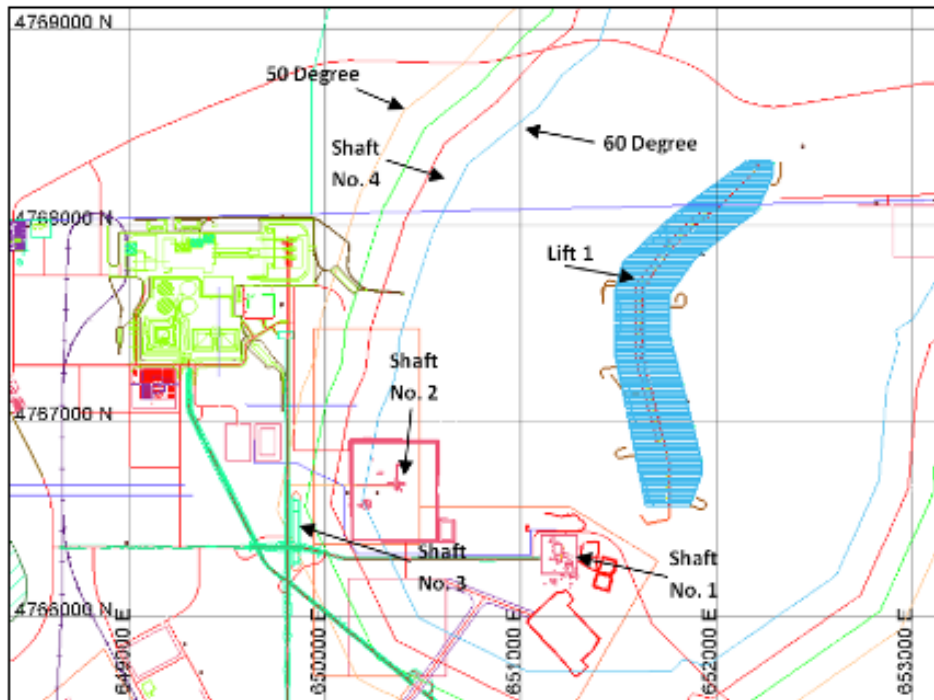 4769000 N
50 Degree
Shaft
No. 4
60 Degree
4768000 N
Lift 1
Shaft
No. 2
4767000 N
Shaft
No. 3
Shaft
No. 1
4766000 N
649000 E
650000 E
651000 E
652000 E
653000 E